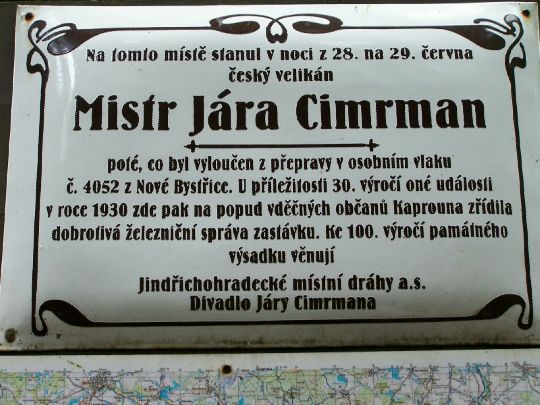 Na tomto místě stanul v noci z 28. na 29. června
český velikán
Mistr Jára Cimrman
poté, co byl vyloučen z přepravy v osobním vlaku
č. 4052 z Nové Bystřice. U příležitosti 30. výročí oné události
v roce 1930 zde pak na popud vděčných občanů Kaprouna zřídila
dobrotivá železniční správa zastávku. Ke 100. výročí památného
výsadku věnují
Jindřichohradecké místní dráhy a.s.
Divadlo Járy Cimrmana